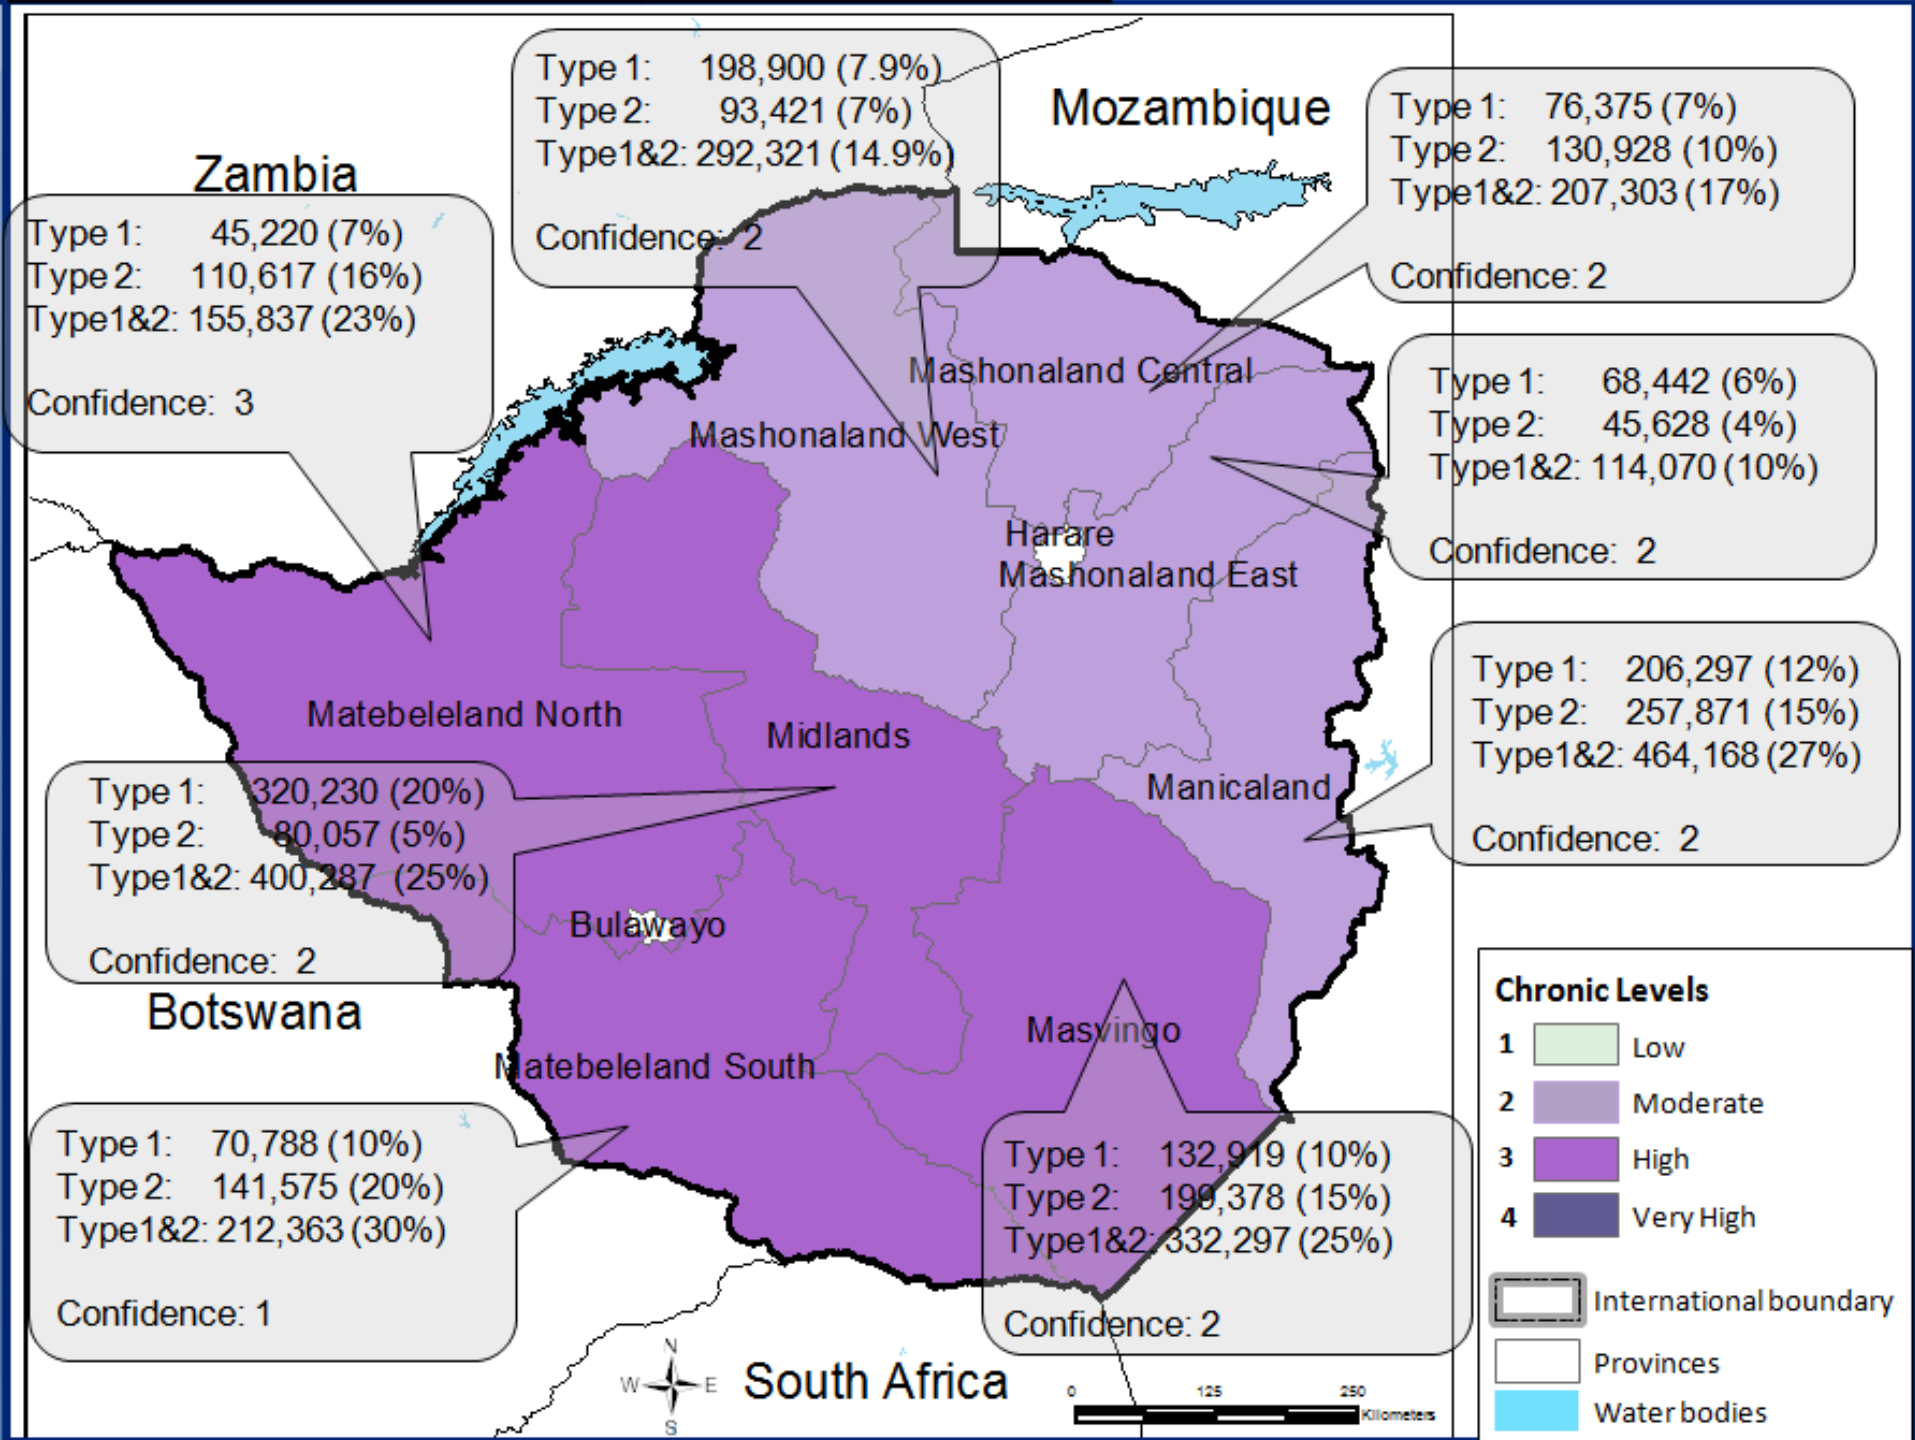 Type 1: 198,900 (7.9%)
Type 2: 93,421 (7%)
Type1&2: 292,321 (14.9%)
Confidence: 2
Mozambique
Type 1: 76,375 (7%)
Type 2: 130,928 (10%)
Type1&2: 207,303 (17%)
Confidence: 2
Zambia
Type 1: 45,220 (7%)
Type 2: 110,617 (16%)
Type1&2: 155,837 (23%)
Confidence: 3
Mashonaland Central
Type 1: 68,442 (6%)
Type 2: 45,628 (4%)
Type1&2: 114,070 (10%)
Confidence: 2
Mashonaland West
Harare
Mashonaland East
Type 1: 206,297 (12%)
Type 2: 257,871 (15%)
Type1&2: 464,168 (27%)
Confidence: 2
Matebeleland North
Midlands
Manicaland
Type 1: 320,230 (20%)
Type 2: 80,057 (5%)
Type1&2: 400,287 (25%)
Confidence: 2
Bulawayo
Botswana
Masvingo
Matebeleland South
Type 1: 70,788 (10%)
Type 2: 141,575 (20%)
Type1&2: 212,363 (30%)
Confidence: 1
Type 1: 132,919 (10%)
Type 2: 199,378 (15%)
Type1&2: 332,297 (25%)
Confidence: 2
Chronic Levels
1 Low
2 Moderate
3 High
4 Very High
International boundary
Provinces
Water bodies
N
W E
S
South Africa
0 125 250
Kilometers